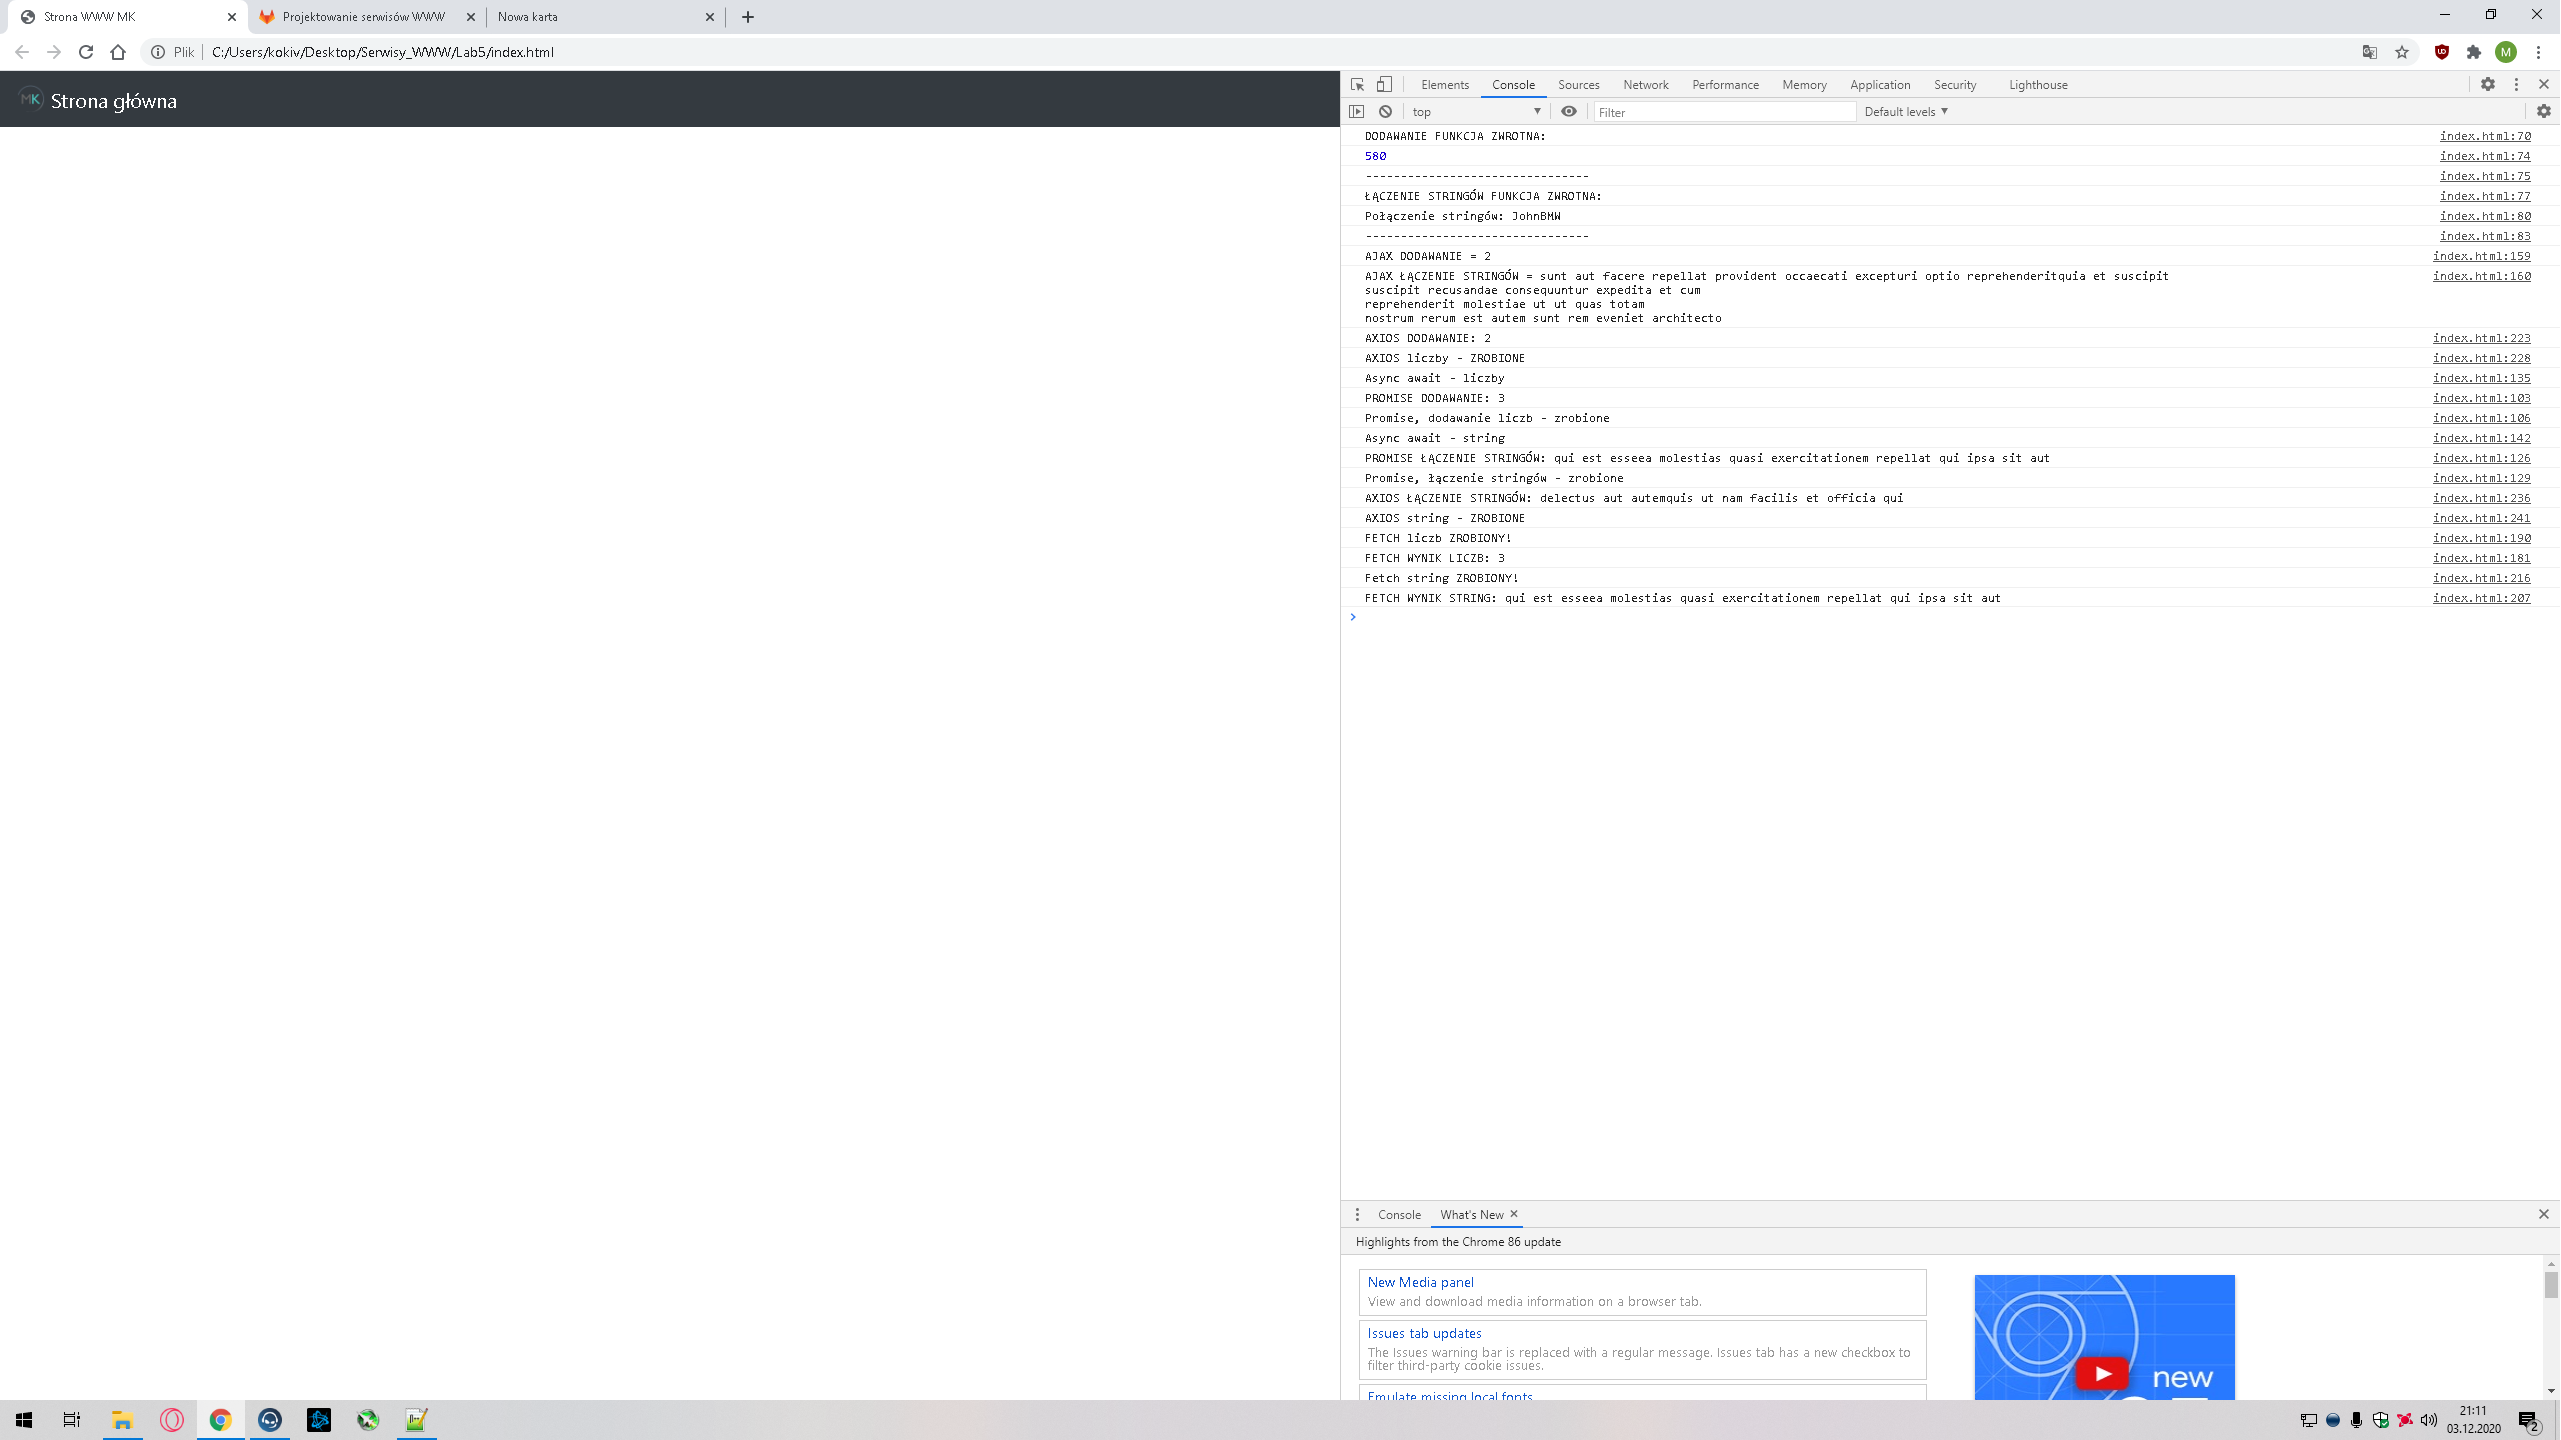 Strona WWW MK
Projektowanie serwisów WWW
Nowa karta
Plik
C:/Users/kokiv/Desktop/Serwisy_WWW/Lab5/index.html
M
MK Strona główna
Elements Console Sources Network Performance Memory Application Security Lighthouse
top Filter Default levels
DODAWANIE FUNKCJA ZWROTNA: index.html:70
580 index.html:74
-------------------------------- index.html:75
ŁĄCZENIE STRINGÓW FUNKCJA ZWROTNA: index.html:77
Połączenie stringów: JohnBMW index.html:80
-------------------------------- index.html:83
AJAX DODAWANIE = 2 index.html:159
AJAX ŁĄCZENIE STRINGÓW = sunt aut facere repellat provident occaecati excepturi optio reprehenderitquia et suscipit index.html:160
suscipit recusandae consequuntur expedita et cum
reprehenderit molestiae ut ut quas totam
nostrum rerum est autem sunt rem eveniet architecto
AXIOS DODAWANIE: 2 index.html:223
AXIOS liczby - ZROBIONE index.html:228
Async await - liczby index.html:135
PROMISE DODAWANIE: 3 index.html:103
Promise, dodawanie liczb - zrobione index.html:106
Async await - string index.html:142
PROMISE ŁĄCZENIE STRINGÓW: qui est esseea molestias quasi exercitationem repellat qui ipsa sit aut index.html:126
Promise, łączenie stringów - zrobione index.html:129
AXIOS ŁĄCZENIE STRINGÓW: delectus aut autemquis ut nam facilis et officia qui index.html:236
AXIOS string - ZROBIONE index.html:241
FETCH liczb ZROBIONY! index.html:190
FETCH WYNIK LICZB: 3 index.html:181
Fetch string ZROBIONY! index.html:216
FETCH WYNIK STRING: qui est esseea molestias quasi exercitationem repellat qui ipsa sit aut index.html:207
Console What's New
Highlights from the Chrome 86 update
New Media panel
View and download media information on a browser tab.
Issues tab updates
The Issues warning bar is replaced with a regular message. Issues tab has a new checkbox to
filter third-party cookie issues.
Emulate missing local fonts
new
21:11
03.12.2020
2